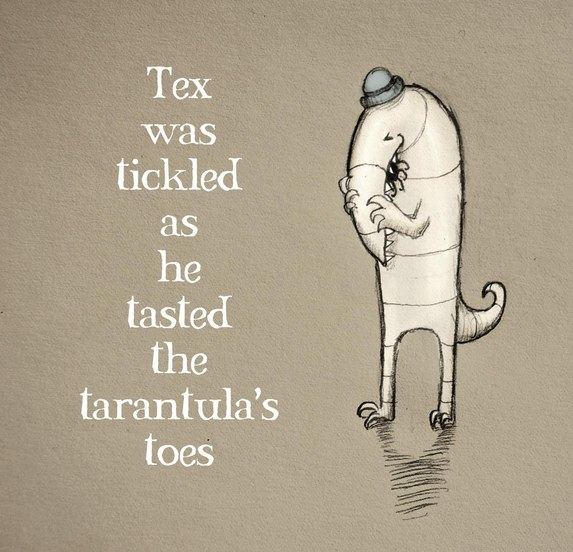 Tex
was
tickled
as
he
tasted
the
tarantula's
toes